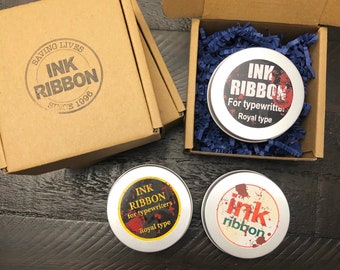 SAVING LIVES
INK
RIBBON
SINCE 1996
INK
RIBBON
For typewriter
Royal type
INK
RIBBON
for typewriters
Royal type
ink
ribbon